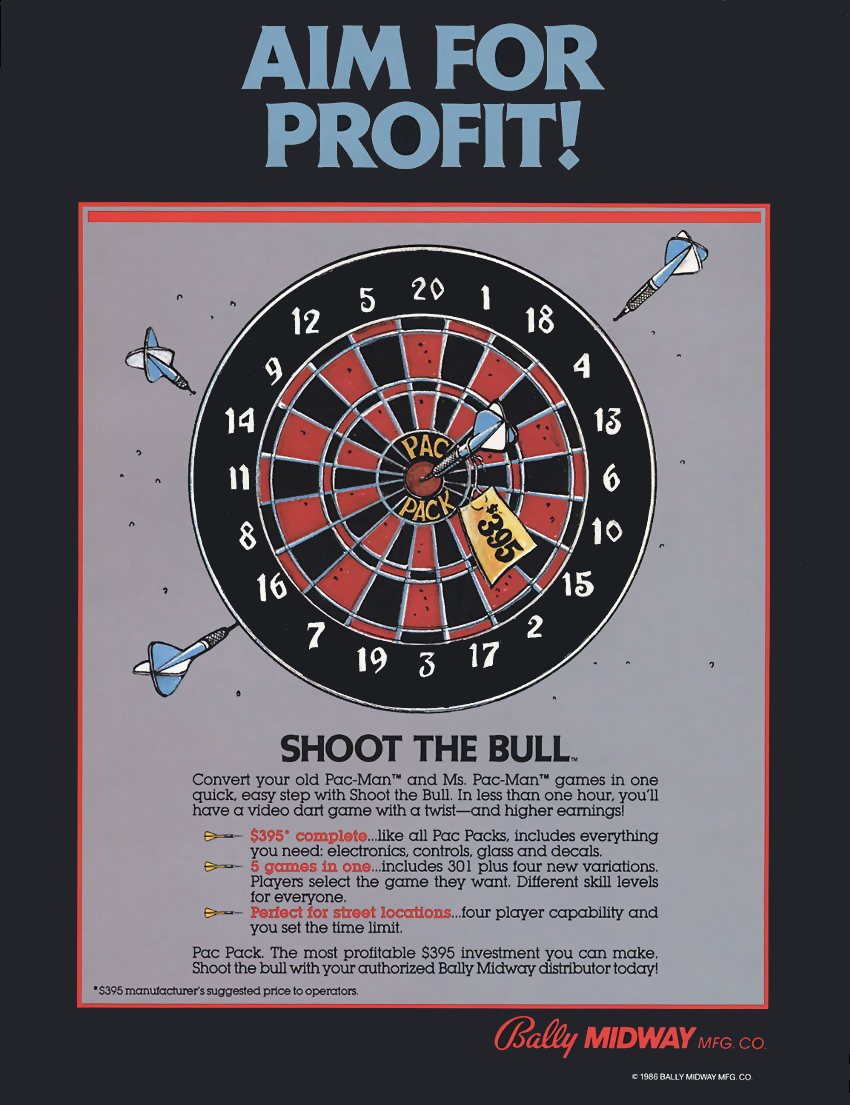 AIM FOR
PROFIT!
20
1
18
4
13
6
10
15
2
17
3
19
7
16
8
11
14
9
12
5
PAC
PACK
$395
SHOOT THE BULL™
Convert your old Pac-Man™ and Ms. Pac-Man™ games in one
quick, easy step with Shoot the Bull. In less than one hour, you'll
have a video dart game with a twist—and higher earnings!
$395* complete...like all Pac Packs, includes everything
you need: electronics, controls, glass and decals.
5 games in one...includes 301 plus four new variations.
Players select the game they want. Different skill levels
for everyone.
Perfect for street locations...four player capability and
you set the time limit.
Pac Pack. The most profitable $395 investment you can make.
Shoot the bull with your authorized Bally Midway distributor today!
*$395 manufacturer's suggested price to operators.
Bally MIDWAY MFG. CO.
© 1986 BALLY MIDWAY MFG. CO.